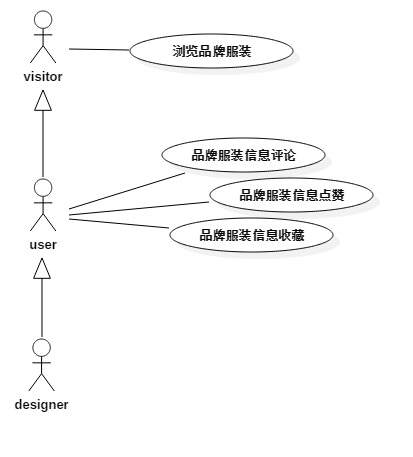 浏览品牌服装
visitor
品牌服装信息评论
品牌服装信息点赞
品牌服装信息收藏
user
designer